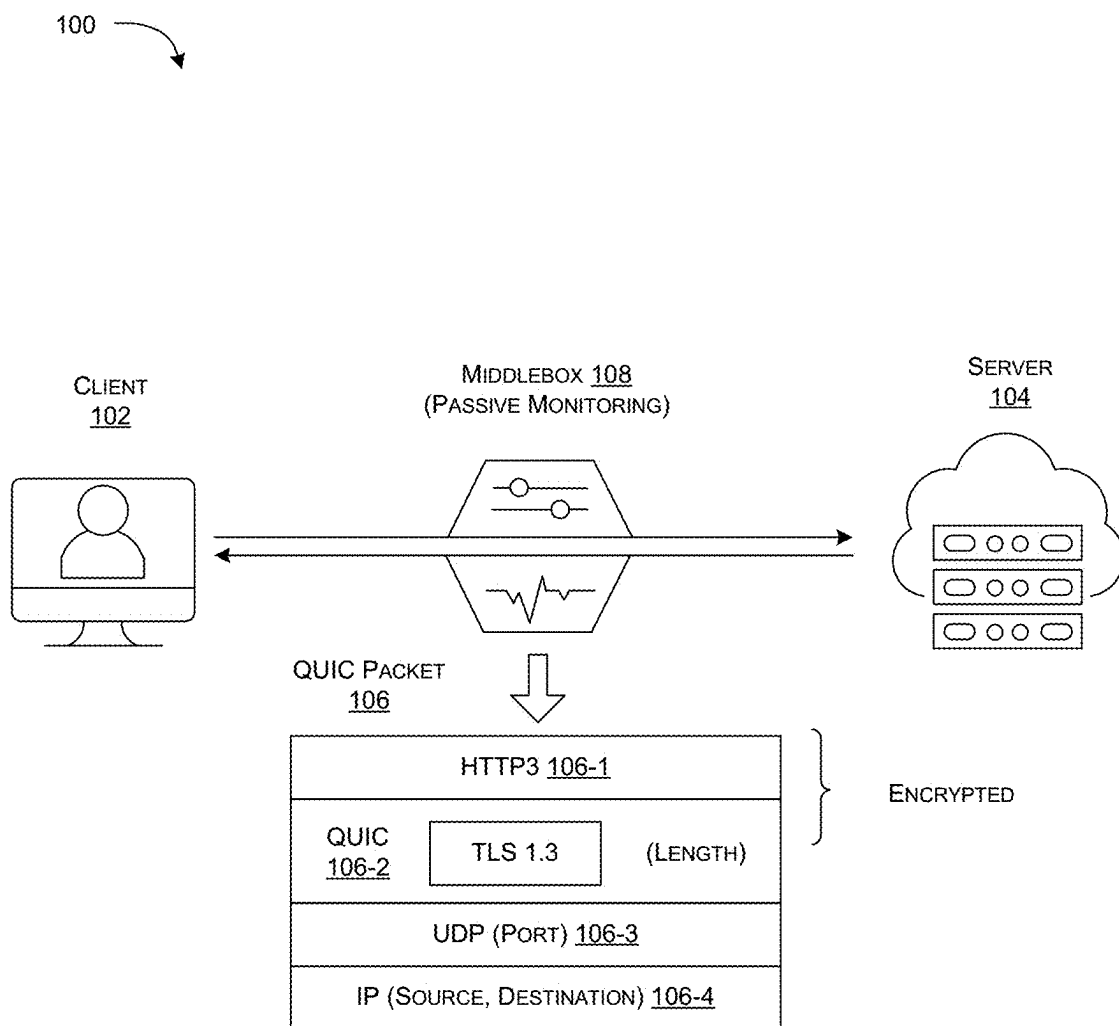 100
CLIENT
102
MIDDLEBOX 108
(PASSIVE MONITORING)
SERVER
104
QUIC PACKET
106
HTTP3 106-1
QUIC
106-2
TLS 1.3
(LENGTH)
ENCRYPTED
UDP (PORT) 106-3
IP (SOURCE, DESTINATION) 106-4